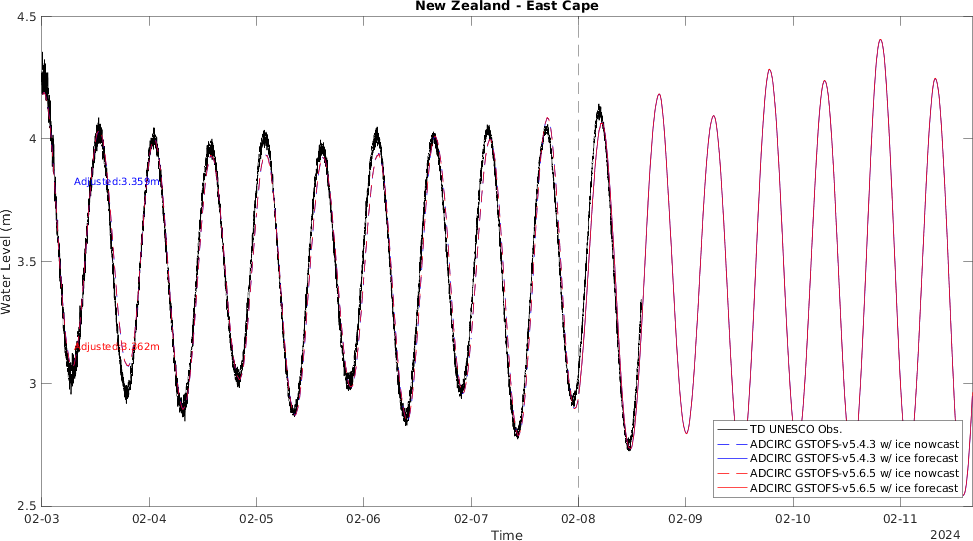 New Zealand - East Cape
4.5
4
3.5
3
2.5
Water Level (m)
Adjusted:3.359m
Adjusted:3.362m
TD UNESCO Obs.
ADCIRC GSTOFS-v5.4.3 w/ ice nowcast
ADCIRC GSTOFS-v5.4.3 w/ ice forecast
ADCIRC GSTOFS-v5.6.5 w/ ice nowcast
ADCIRC GSTOFS-v5.6.5 w/ ice forecast
02-03 02-04 02-05 02-06 02-07 02-08 02-09 02-10 02-11
Time
2024